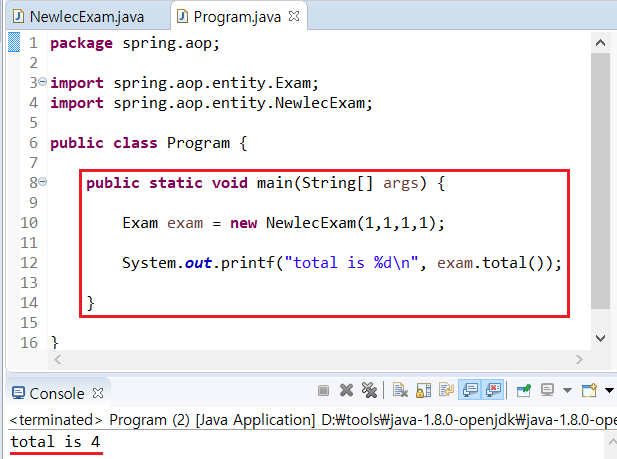 NewlecExam.java
Program.java
1 package spring.aop;
2
3 import spring.aop.entity.Exam;
4 import spring.aop.entity.NewlecExam;
5
6 public class Program {
7
8 public static void main(String[] args) {
9
10 Exam exam = new NewlecExam(1,1,1,1);
11
12 System.out.printf("total is %d\n", exam.total());
13
14 }
15
16 }
Console
<terminated> Program (2) [Java Application] D:₩tools₩java-1.8.0-openjdk₩java-1.8.0-ope
total is 4